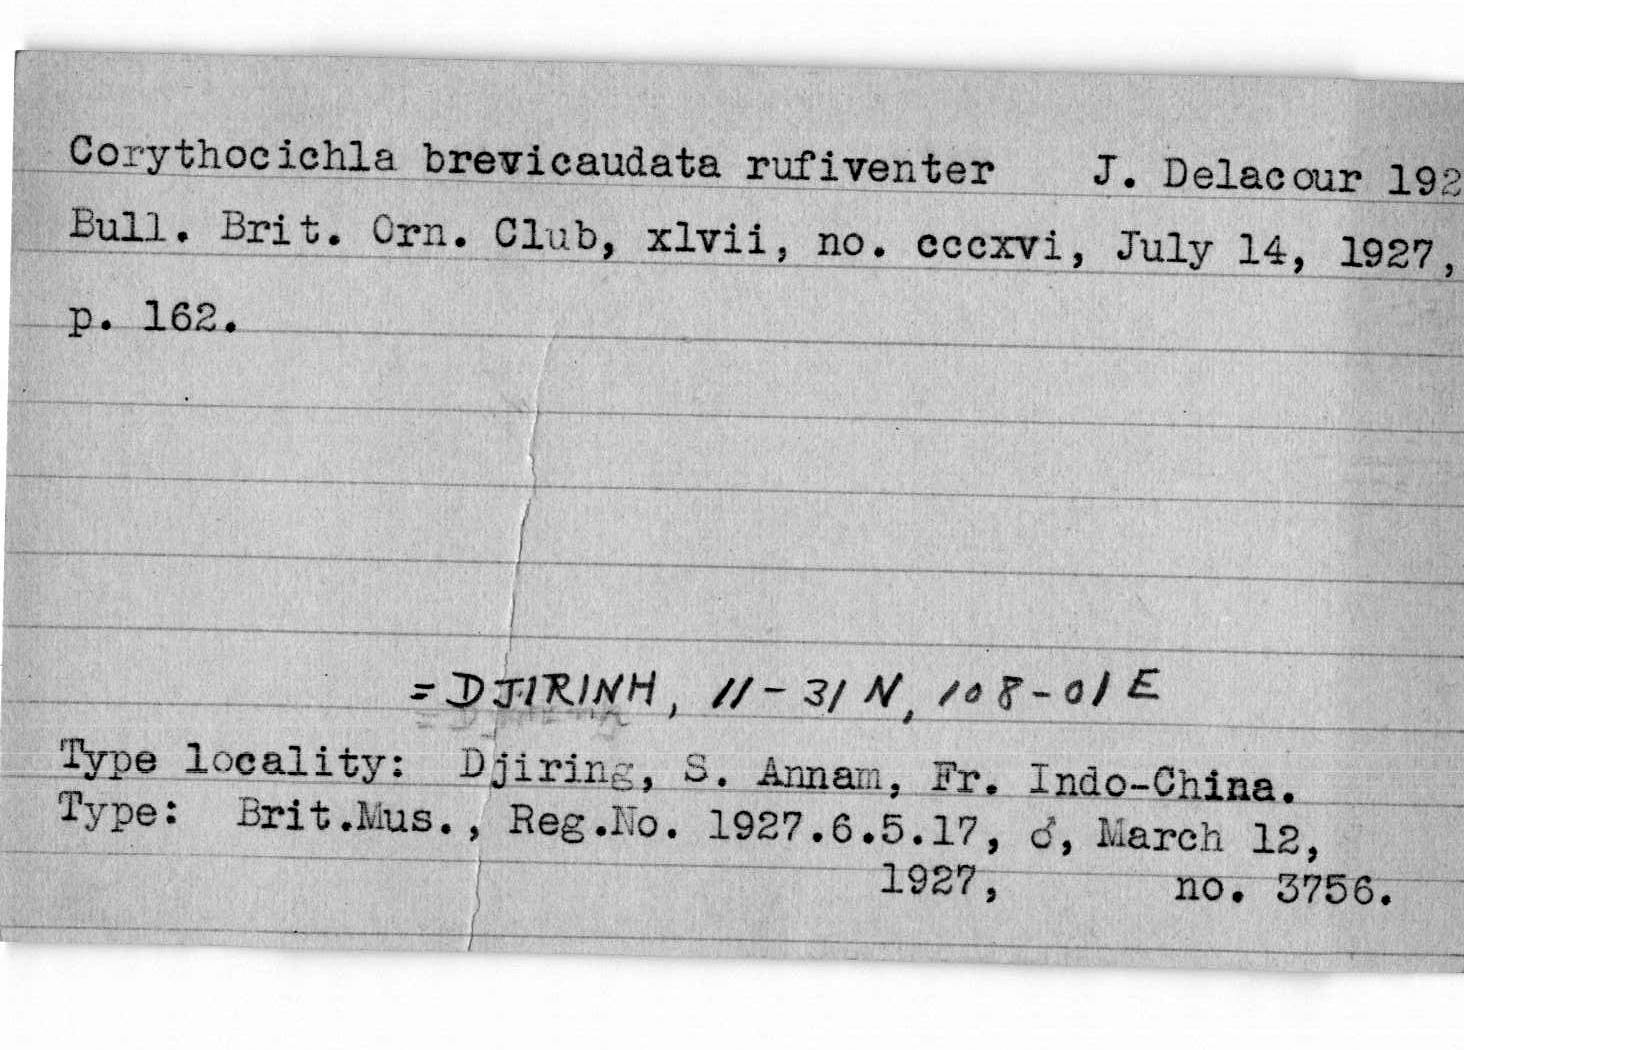 Corythocichla brevicaudata rufiventer J. Delacour 192
Bull. Brit. Orn. Club, xlvii, no. cccxvi, July 14, 1927,
p. 162.
= DJIRINH, 11-31 N, 108-01 E
Type locality: Djiring, S. Annam, Fr. Indo-China.
Type: Brit.Mus., Reg.No. 1927.6.5.17, ♂, March 12,
1927, no. 3756.